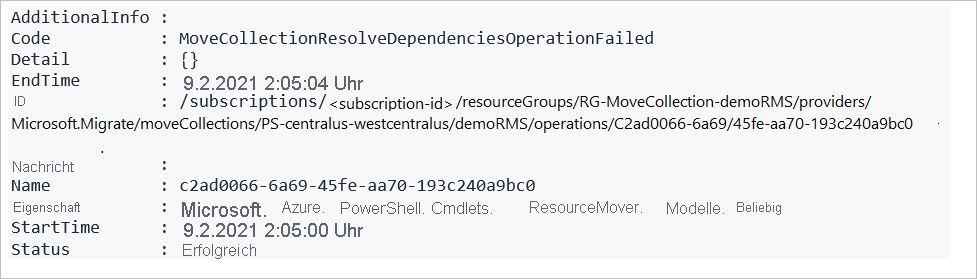 AdditionalInfo :
Code : MoveCollectionResolveDependenciesOperationFailed
Detail : {}
EndTime : 9.2.2021 2:05:04 Uhr
ID : /subscriptions/<subscription-id>/resourceGroups/RG-MoveCollection-demoRMS/providers/
Microsoft.Migrate/moveCollections/PS-centralus-westcentralus/demoRMS/operations/C2ad0066-6a69/45fe-aa70-193c240a9bc0
Nachricht :
Name : c2ad0066-6a69-45fe-aa70-193c240a9bc0
Eigenschaft : Microsoft. Azure. PowerShell. Cmdlets. ResourceMover. Modelle. Beliebig
StartTime : 9.2.2021 2:05:00 Uhr
Status : Erfolgreich